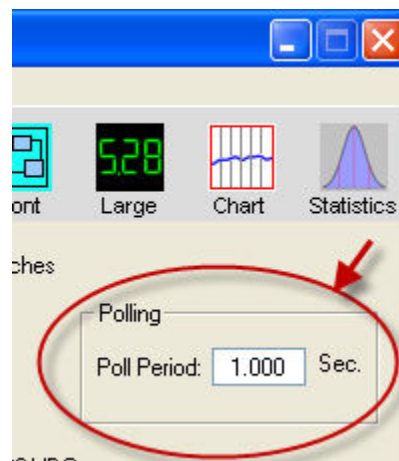 5.28
ont Large Chart Statistics
ches
Polling
Poll Period: 1.000 Sec.